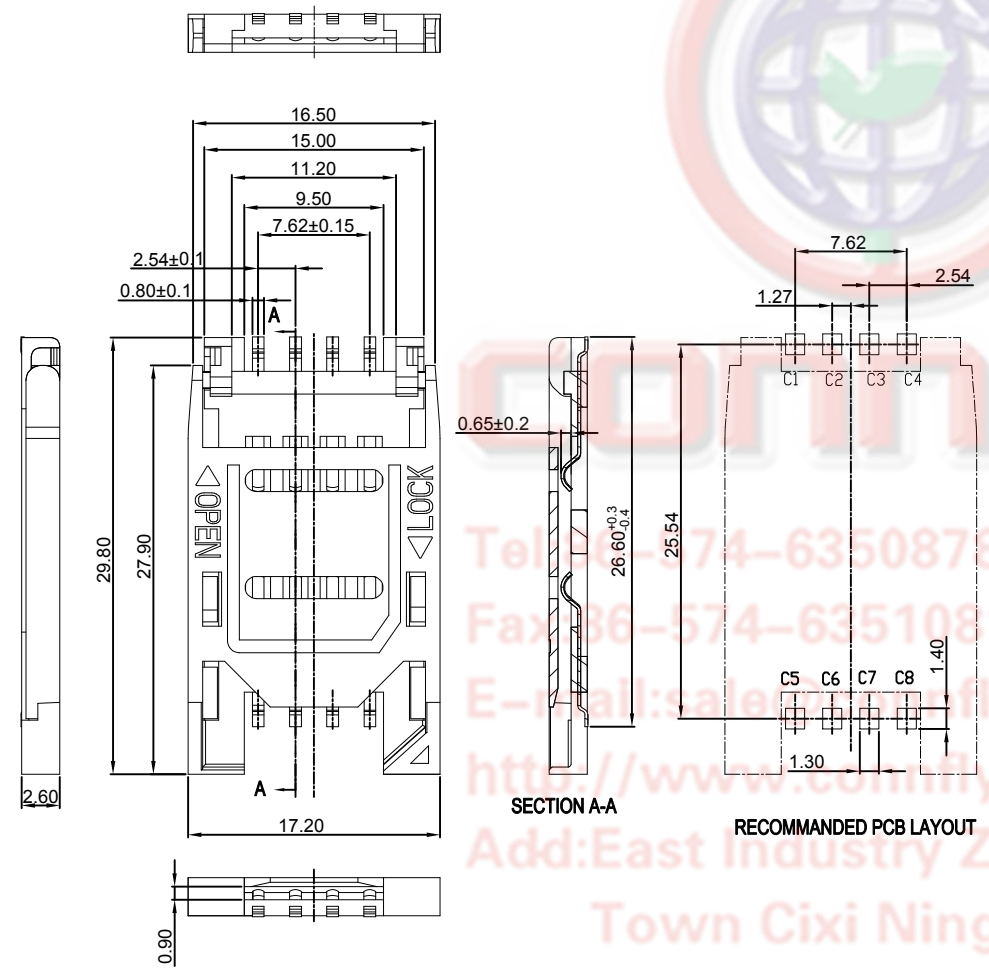 16.50
15.00
11.20
9.50
7.62±0.15
2.54±0.1
0.80±0.1
A
7.62
2.54
1.27
C1 C2 C3 C4
0.65±0.2
OPEN
LOCK
29.80
27.90
26.60+0.3-0.4
25.54
Tel:86-574-6350878
Fax:86-574-635108
C5 C6 C7 C8
1.40
http://www.connfly
A
2.60
1.30
SECTION A-A
17.20
RECOMMANDED PCB LAYOUT
Add:East Industry Z
Town Cixi Ning
0.90